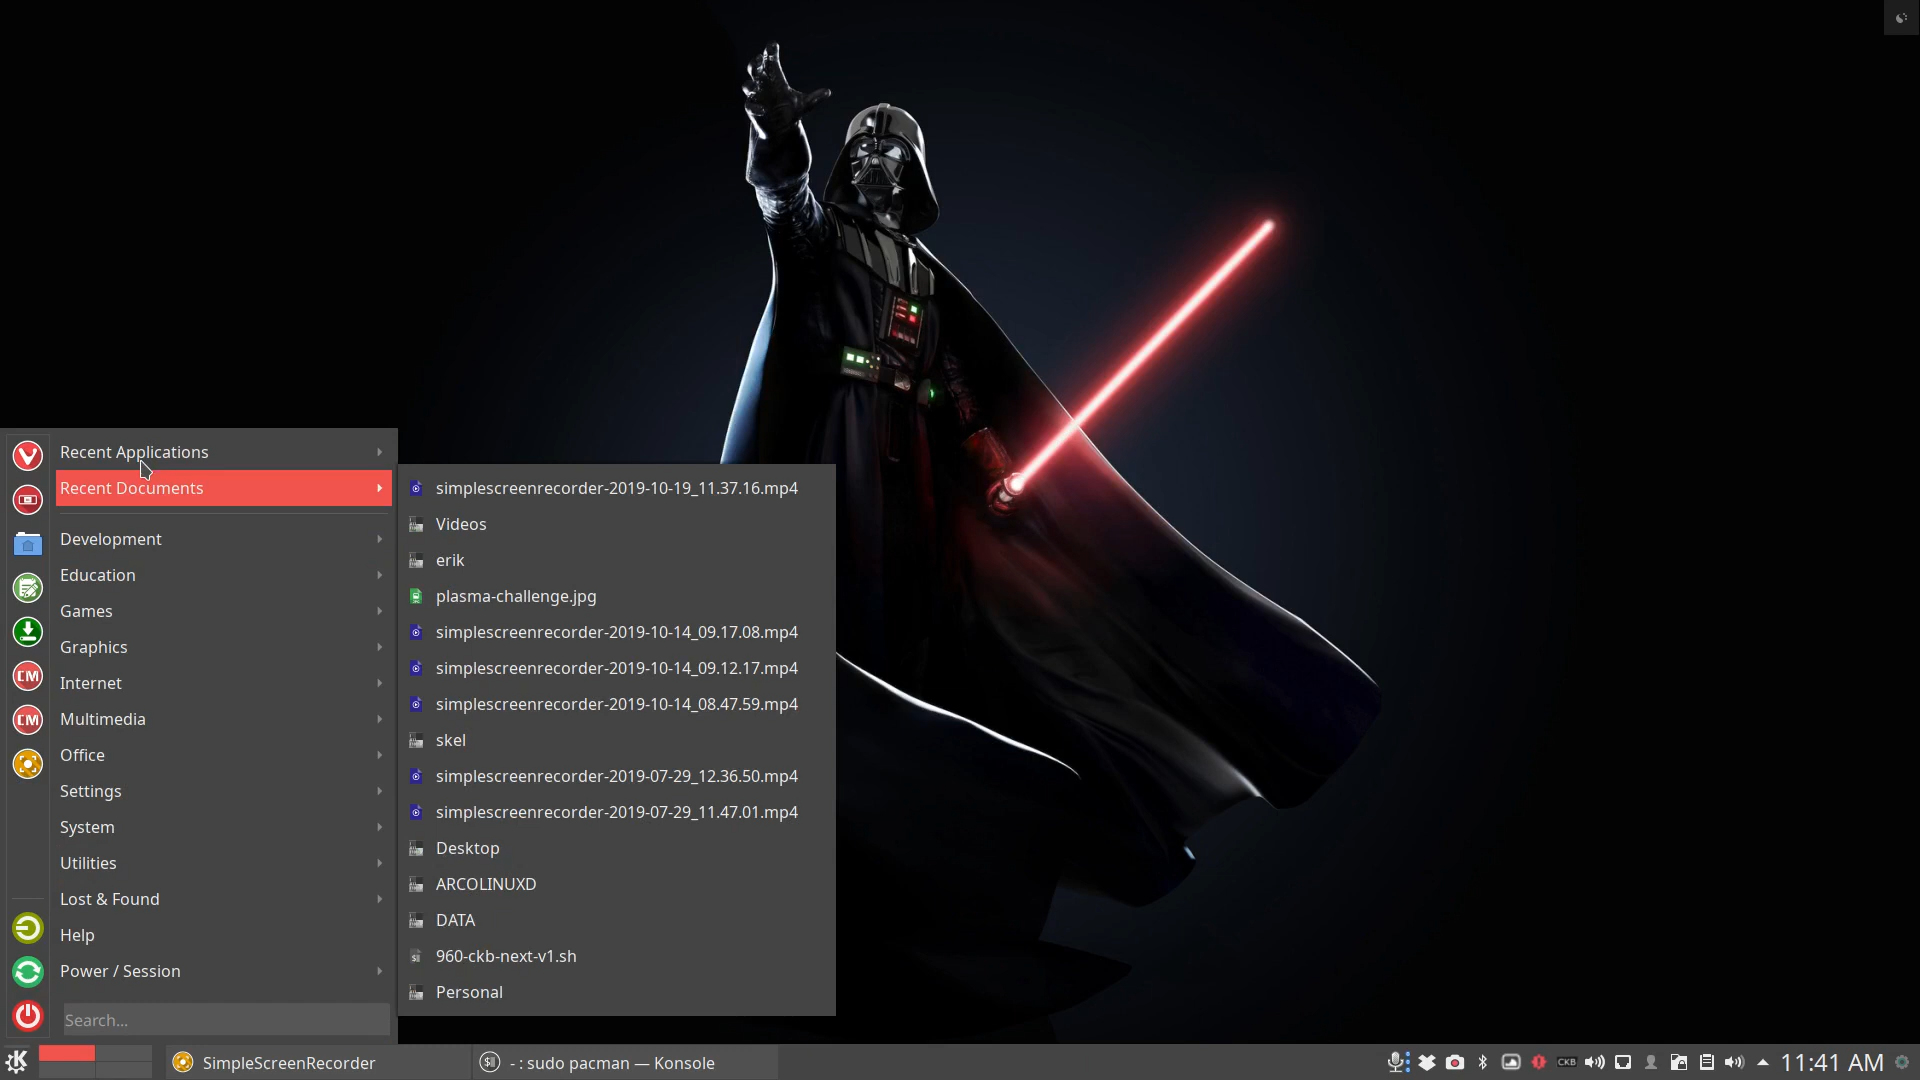 Recent Applications
Recent Documents
Development
Education
Games
Graphics
Internet
Multimedia
Office
Settings
System
Utilities
Lost & Found
Help
Power / Session
Search...
simplescreenrecorder-2019-10-19_11.37.16.mp4
Videos
erik
plasma-challenge.jpg
simplescreenrecorder-2019-10-14_09.17.08.mp4
simplescreenrecorder-2019-10-14_09.12.17.mp4
simplescreenrecorder-2019-10-14_08.47.59.mp4
skel
simplescreenrecorder-2019-07-29_12.36.50.mp4
simplescreenrecorder-2019-07-29_11.47.01.mp4
Desktop
ARCOLINUXD
DATA
960-ckb-next-v1.sh
Personal
CM
CM
SimpleScreenRecorder
- : sudo pacman — Konsole
CKB
11:41 AM